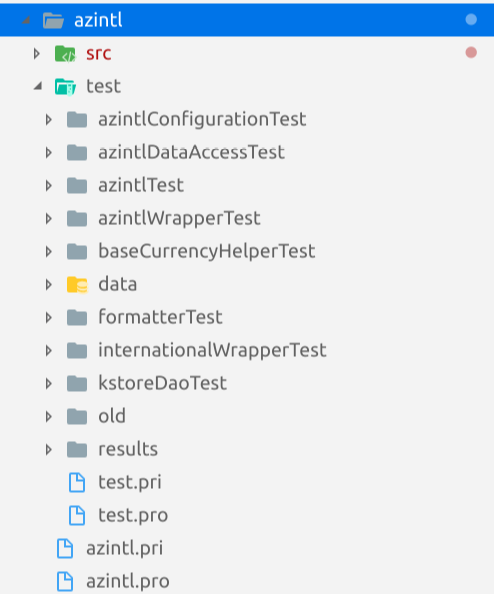 azintl
src
test
azintlConfigurationTest
azintlDataAccessTest
azintlTest
azintlWrapperTest
baseCurrencyHelperTest
data
formatterTest
internationalWrapperTest
kstoreDaoTest
old
results
test.pri
test.pro
azintl.pri
azintl.pro